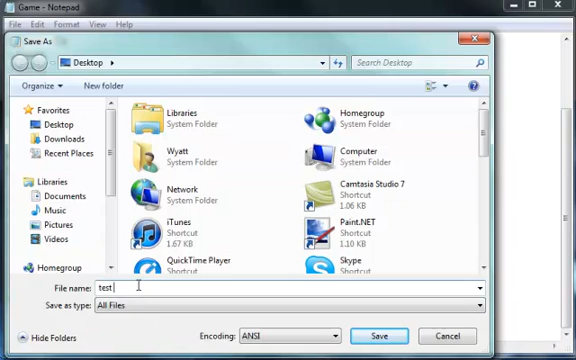 Game - Notepad
File Edit Format View Help
Save As
Desktop
Search Desktop
Organize New folder
Favorites
Desktop
Downloads
Recent Places
Libraries
Documents
Music
Pictures
Videos
Homegroup
Libraries
System Folder
Homegroup
System Folder
Wyatt
System Folder
Computer
System Folder
Network
System Folder
Camtasia Studio 7
Shortcut
1.06 KB
iTunes
Shortcut
1.67 KB
Paint.NET
Shortcut
1.10 KB
QuickTime Player
Shortcut
Skype
Shortcut
File name: test
Save as type: All Files
Hide Folders
Encoding: ANSI
Save
Cancel